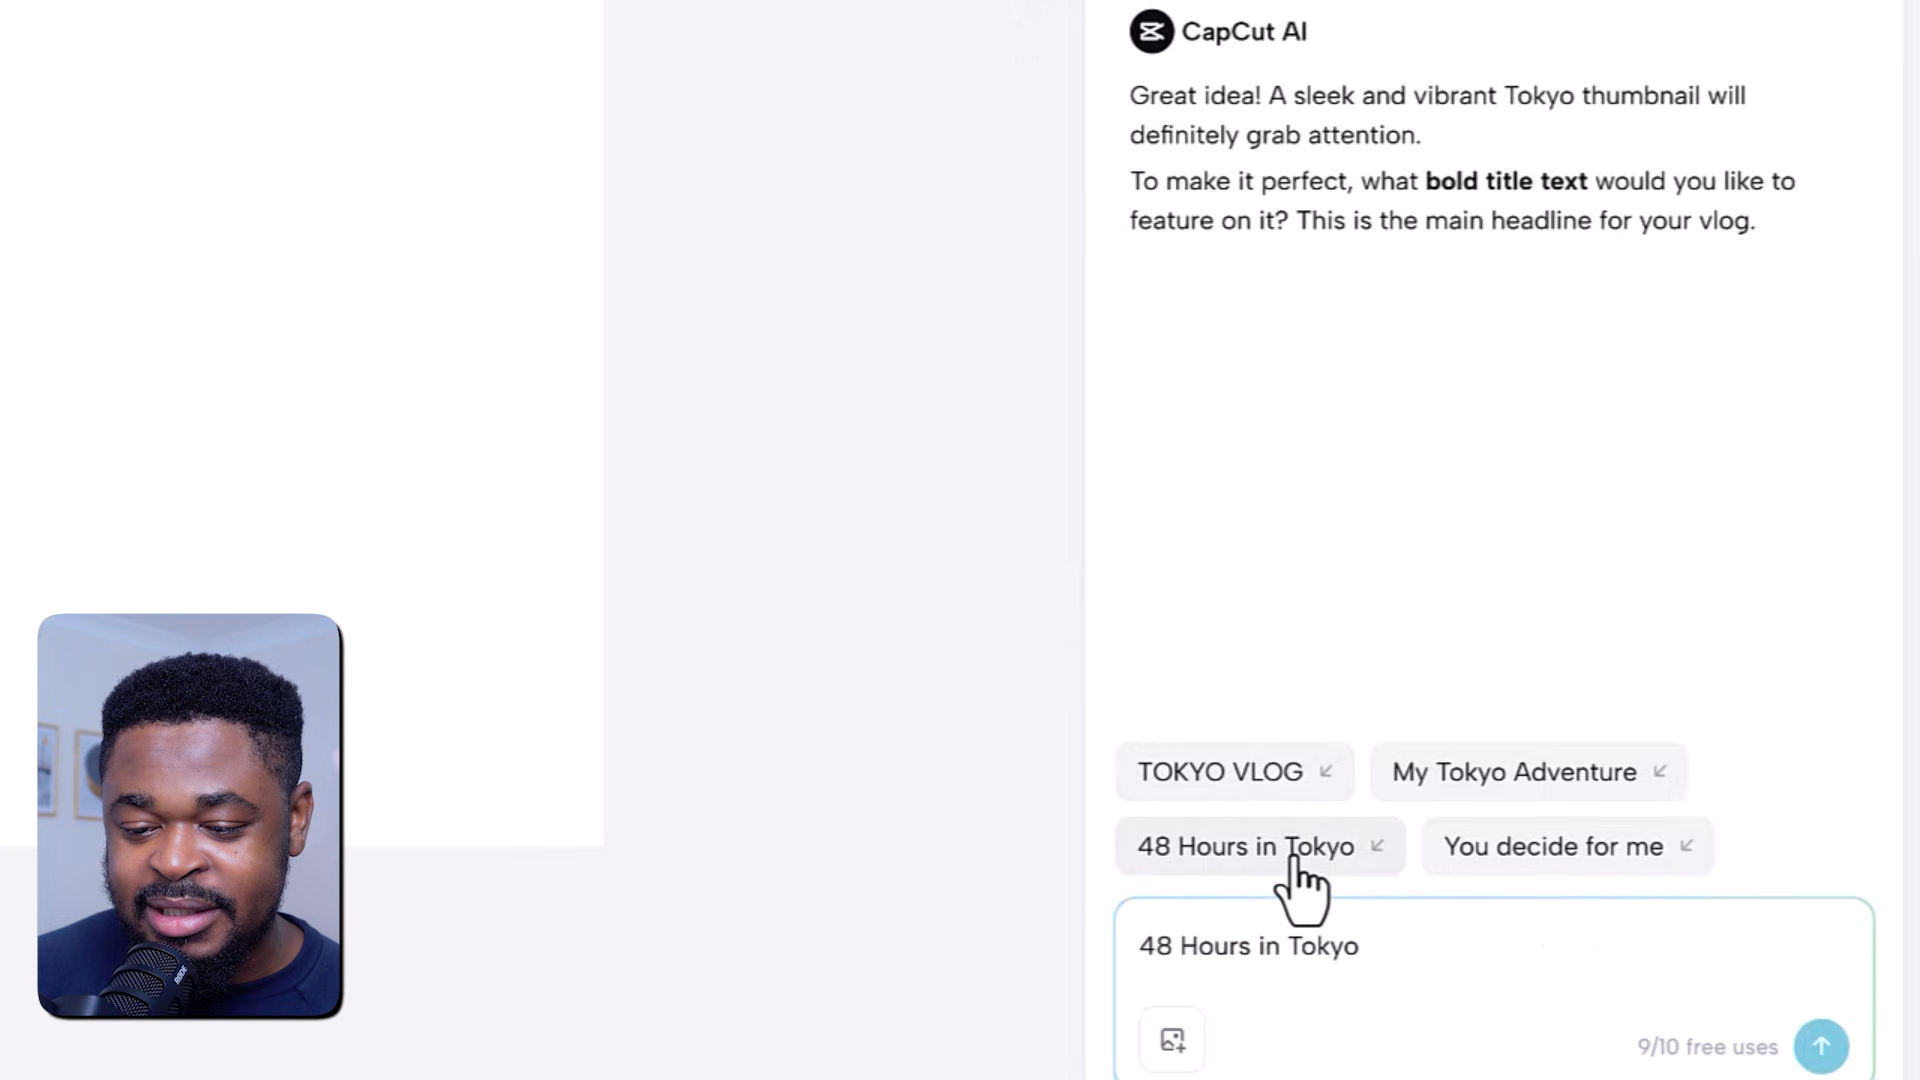 CapCut AI
Great idea! A sleek and vibrant Tokyo thumbnail will
definitely grab attention.
To make it perfect, what bold title text would you like to
feature on it? This is the main headline for your vlog.
TOKYO VLOG
My Tokyo Adventure
48 Hours in Tokyo
You decide for me
48 Hours in Tokyo
9/10 free uses
RØDE